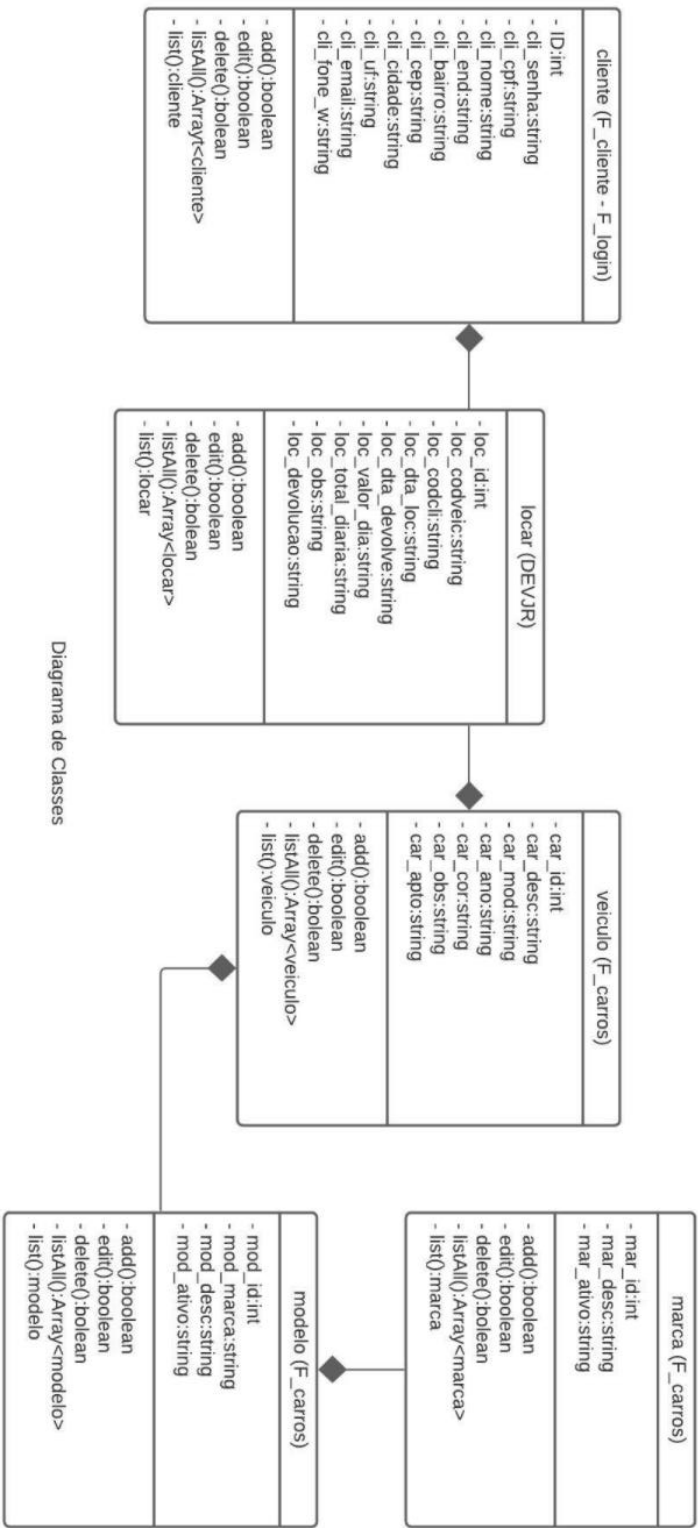 cliente (F_cliente - F_login)
- ID:int
- cli_senha:string
- cli_cpf:string
- cli_nome:string
- cli_end:string
- cli_bairro:string
- cli_cep:string
- cli_cidade:string
- cli_uf:string
- cli_email:string
- cli_fone_w:string
- add():boolean
- edit():boolean
- delete():bolean
- listAll():Arrayt<cliente>
- list():cliente
locar (DEVJR)
- loc_id:int
- loc_codveic:string
- loc_codcli:string
- loc_dta_loc:string
- loc_dta_devolve:string
- loc_valor_dia:string
- loc_total_diaria:string
- loc_obs:string
- loc_devolucao:string
- add():boolean
- edit():boolean
- delete():bolean
- listAll():Array<locar>
- list():locar
veiculo (F_carros)
- car_id:int
- car_desc:string
- car_mod:string
- car_ano:string
- car_cor:string
- car_obs:string
- car_apto:string
- add():boolean
- edit():boolean
- delete():bolean
- listAll():Array<veiculo>
- list():veiculo
marca (F_carros)
- mar_id:int
- mar_desc:string
- mar_ativo:string
- add():boolean
- edit():boolean
- delete():bolean
- listAll():Array<marca>
- list():marca
modelo (F_carros)
- mod_id:int
- mod_marca:string
- mod_desc:string
- mod_ativo:string
- add():boolean
- edit():boolean
- delete():bolean
- listAll():Array<modelo>
- list():modelo
Diagrama de Classes